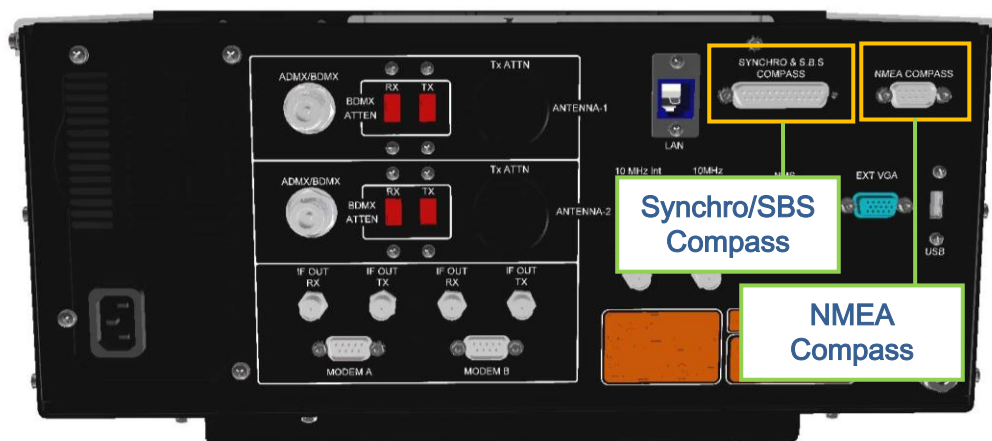 ADMX/BDMX
RX TX
BDMX
ATTEN
Tx ATTN
ANTENNA-1
ADMX/BDMX
RX TX
BDMX
ATTEN
Tx ATTN
ANTENNA-2
IF OUT IF OUT IF OUT IF OUT
RX TX RX TX
MODEM A MODEM B
LAN
SYNCHRO & S.B.S
COMPASS
NMEA COMPASS
10 MHz Int 10MHz
EXT VGA
USB
Synchro/SBS
Compass
NMEA
Compass